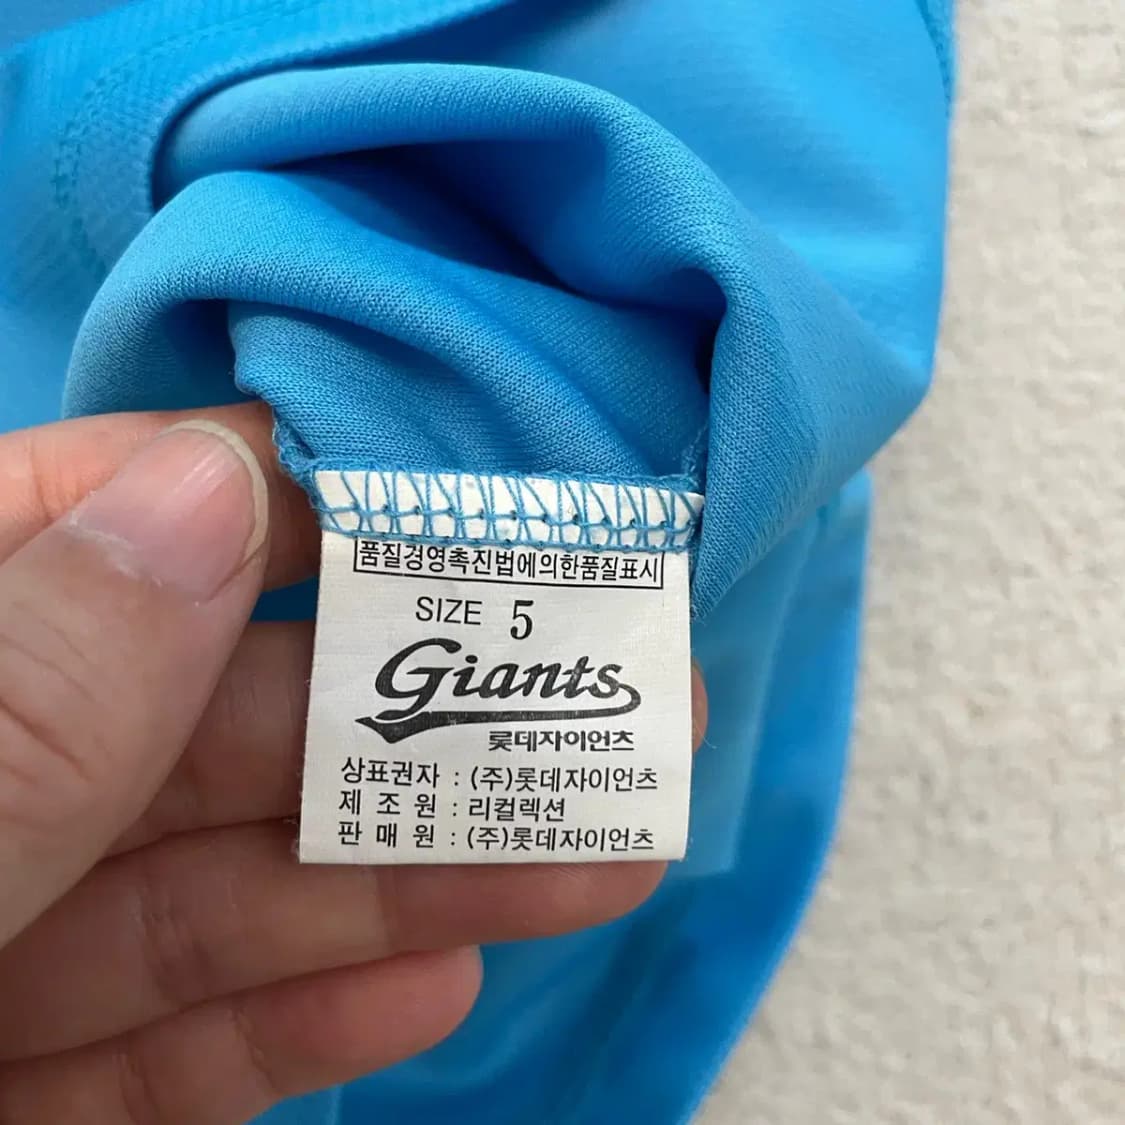 품질겅영촉진법에의한품질표시
SIZE 5
Giants
롯데자이언츠
상표권자 : (주)롯데자이언츠
제 조 원 : 리컬렉션
판 매 원 : (주)롯데자이언츠